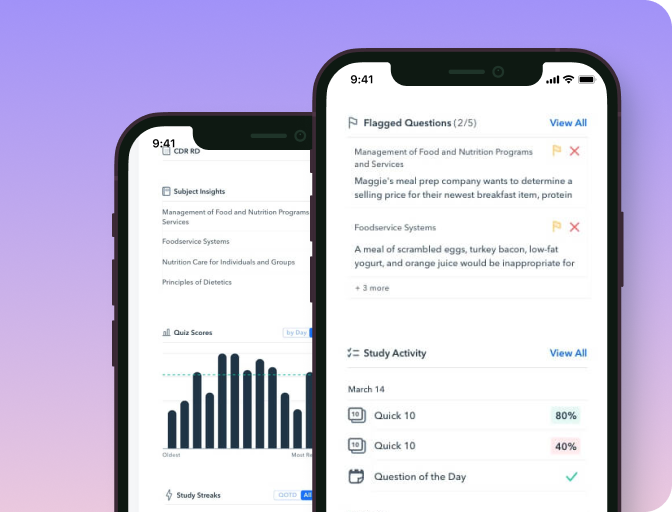 9:41
CDR RD
Subject Insights
Management of Food and Nutrition Programs
Services
Foodservice Systems
Nutrition Care for Individuals and Groups
Principles of Dietetics
Quiz Scores
by Day
Oldest
Most Re
Study Streaks
QOTD
All
9:41
Flagged Questions (2/5)
View All
Management of Food and Nutrition Programs
and Services
Maggie's meal prep company wants to determine a
selling price for their newest breakfast item, protein
Foodservice Systems
A meal of scrambled eggs, turkey bacon, low-fat
yogurt, and orange juice would be inappropriate for
+ 3 more
Study Activity
View All
March 14
10 Quick 10 80%
10 Quick 10 40%
Question of the Day